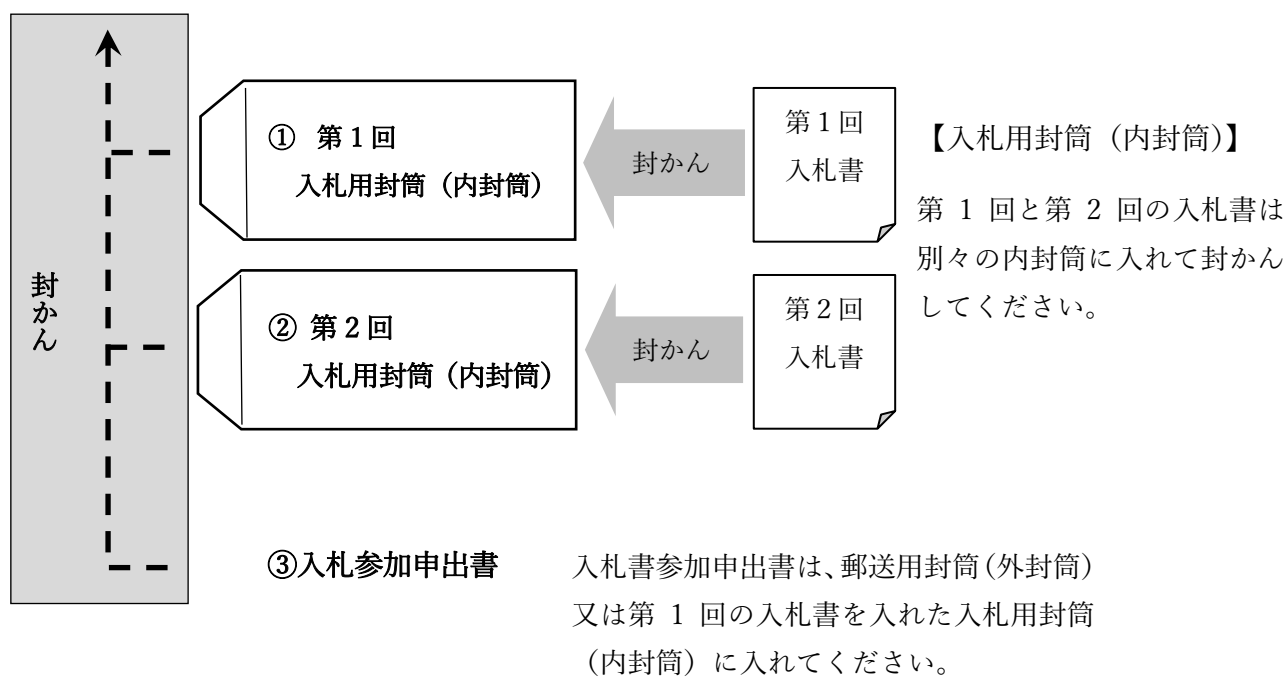 封かん
① 第1回
入札用封筒（内封筒）
封かん
第1回
入札書
【入札用封筒（内封筒）】
第 1 回と第 2 回の入札書は
別々の内封筒に入れて封かん
してください。
② 第2回
入札用封筒（内封筒）
封かん
第2回
入札書
③入札参加申出書
入札書参加申出書は、郵送用封筒（外封筒）
又は第 1 回の入札書を入れた入札用封筒
（内封筒）に入れてください。